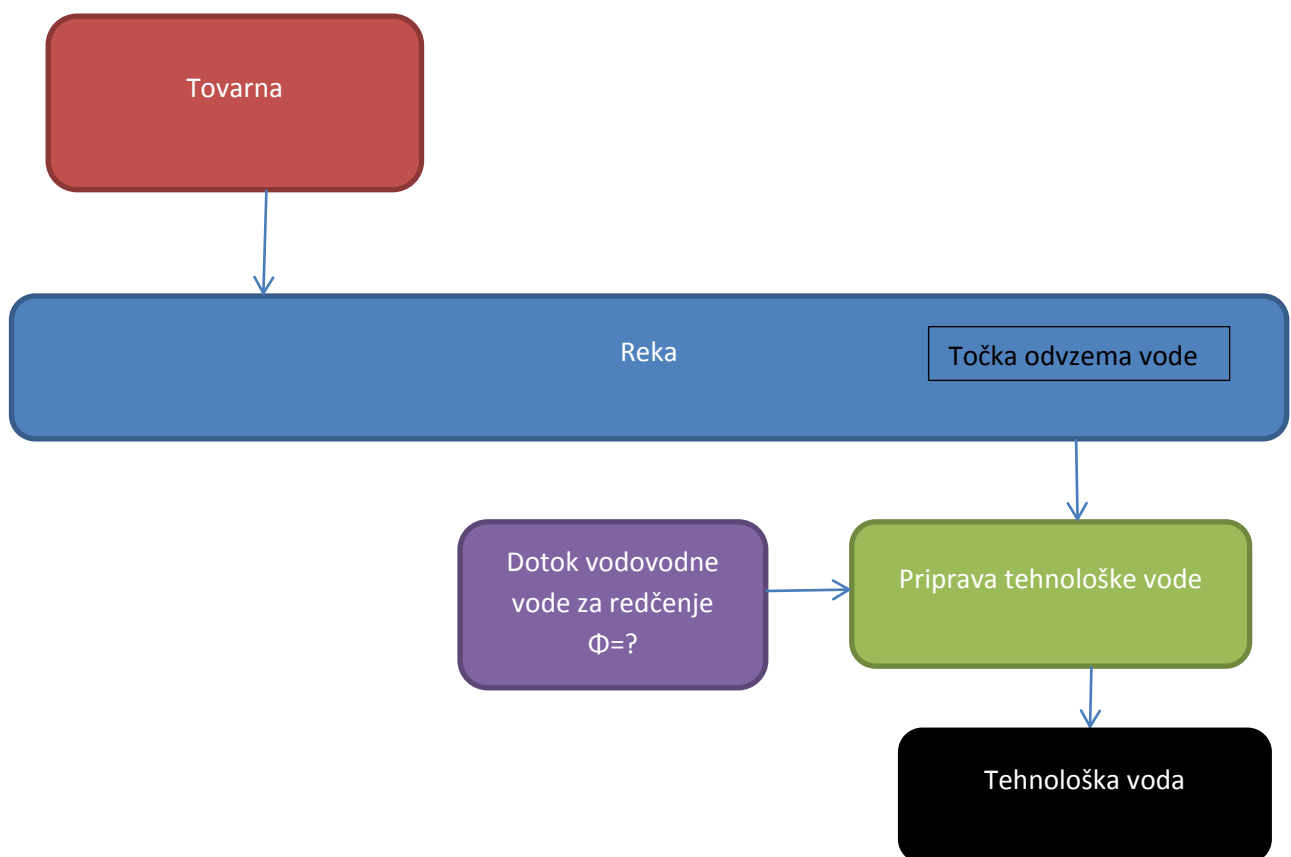 Tovarna
Reka
Točka odvzema vode
Dotok vodovodne
vode za redčenje
Φ=?
Priprava tehnološke vode
Tehnološka voda